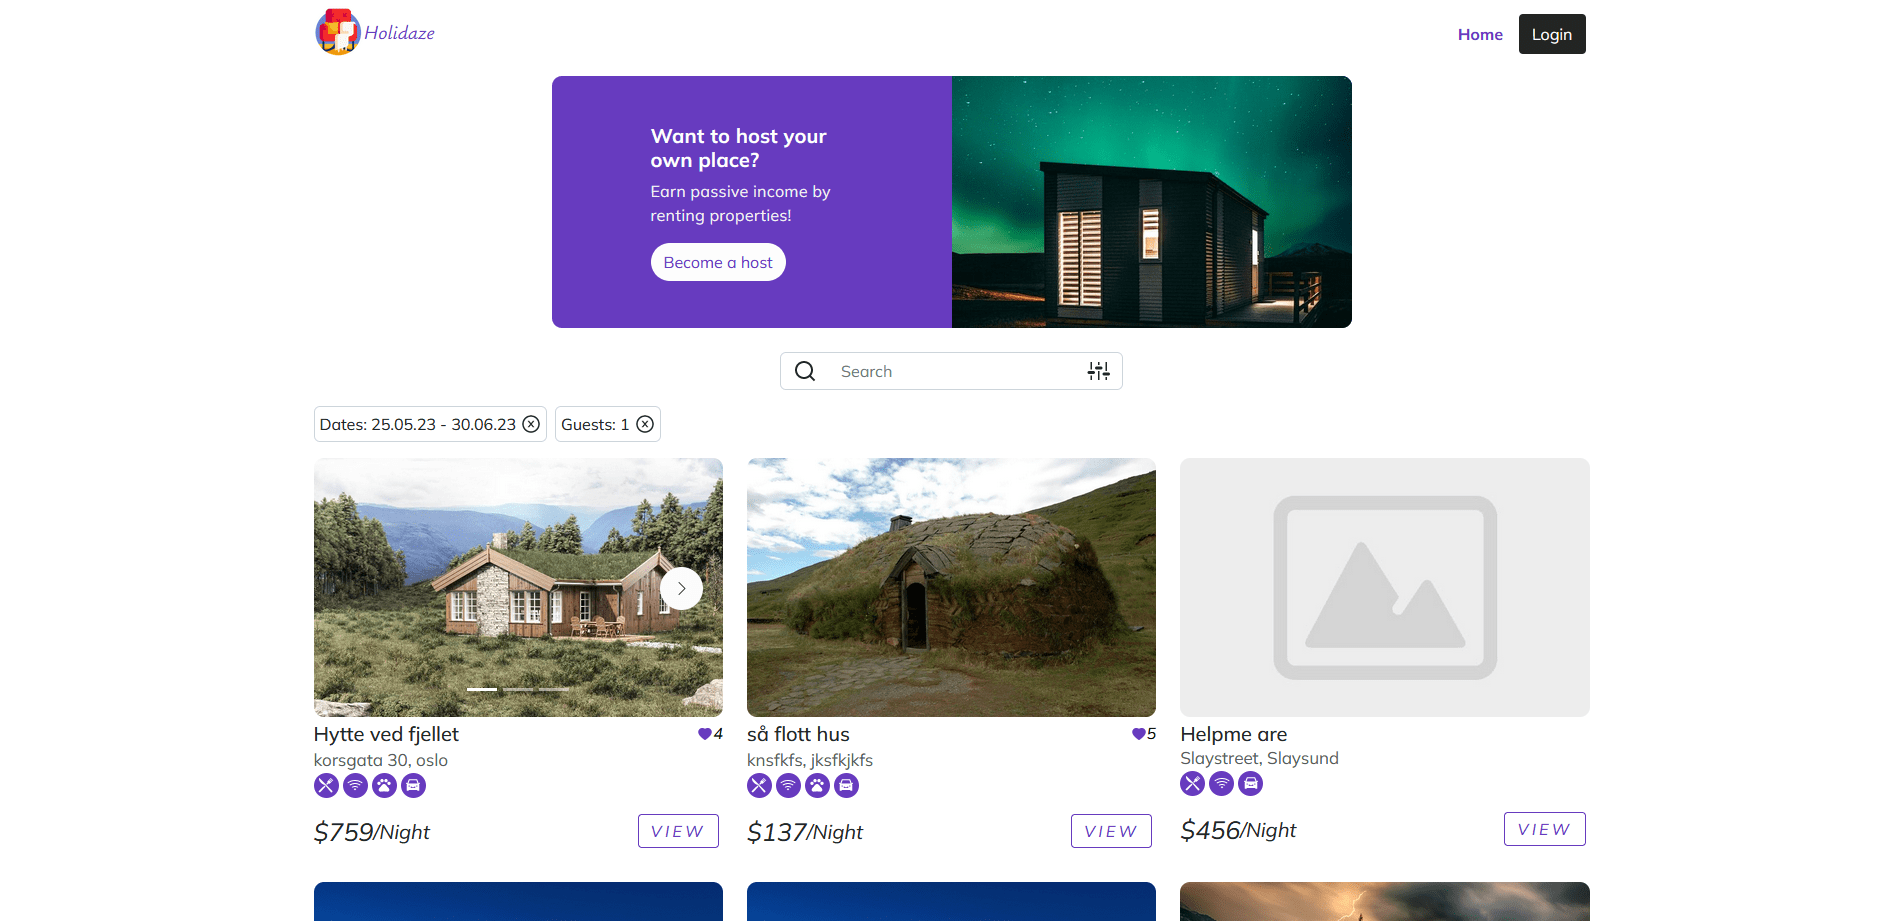 Holidaze
Home
Login
Want to host your
own place?
Earn passive income by
renting properties!
Become a host
Search
Dates: 25.05.23 - 30.06.23
Guests: 1
Hytte ved fjellet
4
korsgata 30, oslo
$759/Night
VIEW
så flott hus
5
knsfkfs, jksfkjkfs
$137/Night
VIEW
Helpme are
Slaystreet, Slaysund
$456/Night
VIEW